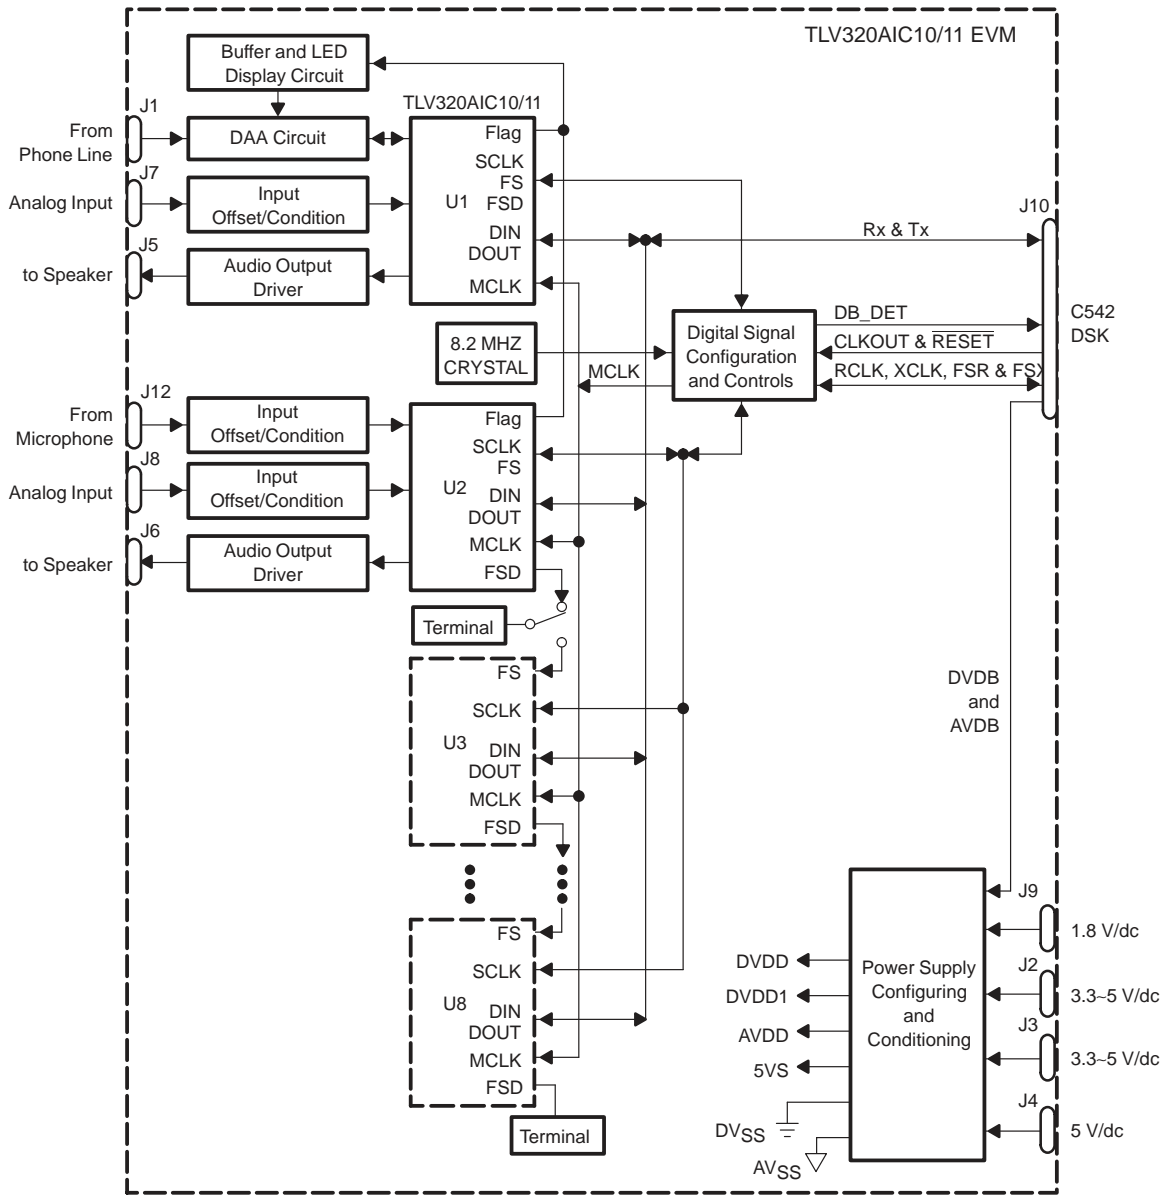 TLV320AIC10/11 EVM
Buffer and LED
Display Circuit
TLV320AIC10/11
J1
From
Phone Line
DAA Circuit
Flag
SCLK
FS
FSD
U1
DIN
DOUT
MCLK
J7
Analog Input
Input
Offset/Condition
J5
to Speaker
Audio Output
Driver
J10
Rx & Tx
C542
DSK
8.2 MHZ
CRYSTAL
MCLK
Digital Signal
Configuration
and Controls
DB_DET
CLKOUT & RESET
RCLK, XCLK, FSR & FSX
J12
From
Microphone
Input
Offset/Condition
J8
Analog Input
Input
Offset/Condition
J6
to Speaker
Audio Output
Driver
Flag
SCLK
FS
U2
DIN
DOUT
MCLK
FSD
Terminal
FS
SCLK
U3
DIN
DOUT
MCLK
FSD
DVDB
and
AVDB
FS
SCLK
U8
DIN
DOUT
MCLK
FSD
Terminal
Power Supply
Configuring
and
Conditioning
DVDD
DVDD1
AVDD
5VS
DVSS
AVSS
J9
1.8 V/dc
J2
3.3~5 V/dc
J3
3.3~5 V/dc
J4
5 V/dc